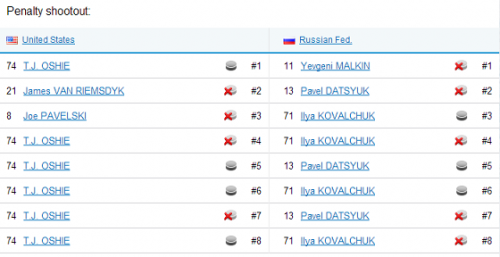 Penalty shootout:
United States Russian Fed.
74 T.J. OSHIE #1 11 Yevgeni MALKIN #1
21 James VAN RIEMSDYK #2 13 Pavel DATSYUK #2
8 Joe PAVELSKI #3 71 Ilya KOVALCHUK #3
74 T.J. OSHIE #4 71 Ilya KOVALCHUK #4
74 T.J. OSHIE #5 13 Pavel DATSYUK #5
74 T.J. OSHIE #6 71 Ilya KOVALCHUK #6
74 T.J. OSHIE #7 13 Pavel DATSYUK #7
74 T.J. OSHIE #8 71 Ilya KOVALCHUK #8